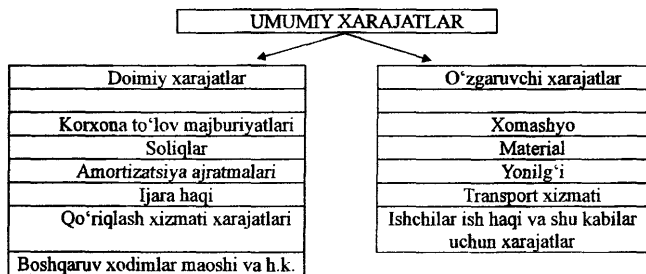 UMUMIY XARAJATLAR
Doimiy xarajatlar
Korxona to‘lov majburiyatlari
Soliqlar
Amortizatsiya ajratmalari
Ijara haqi
Qo‘riqlash xizmati xarajatlari
Boshqaruv xodimlar maoshi va h.k.
O‘zgaruvchi xarajatlar
Xomashyo
Material
Yonilg‘i
Transport xizmati
Ishchilar ish haqi va shu kabilar
uchun xarajatlar